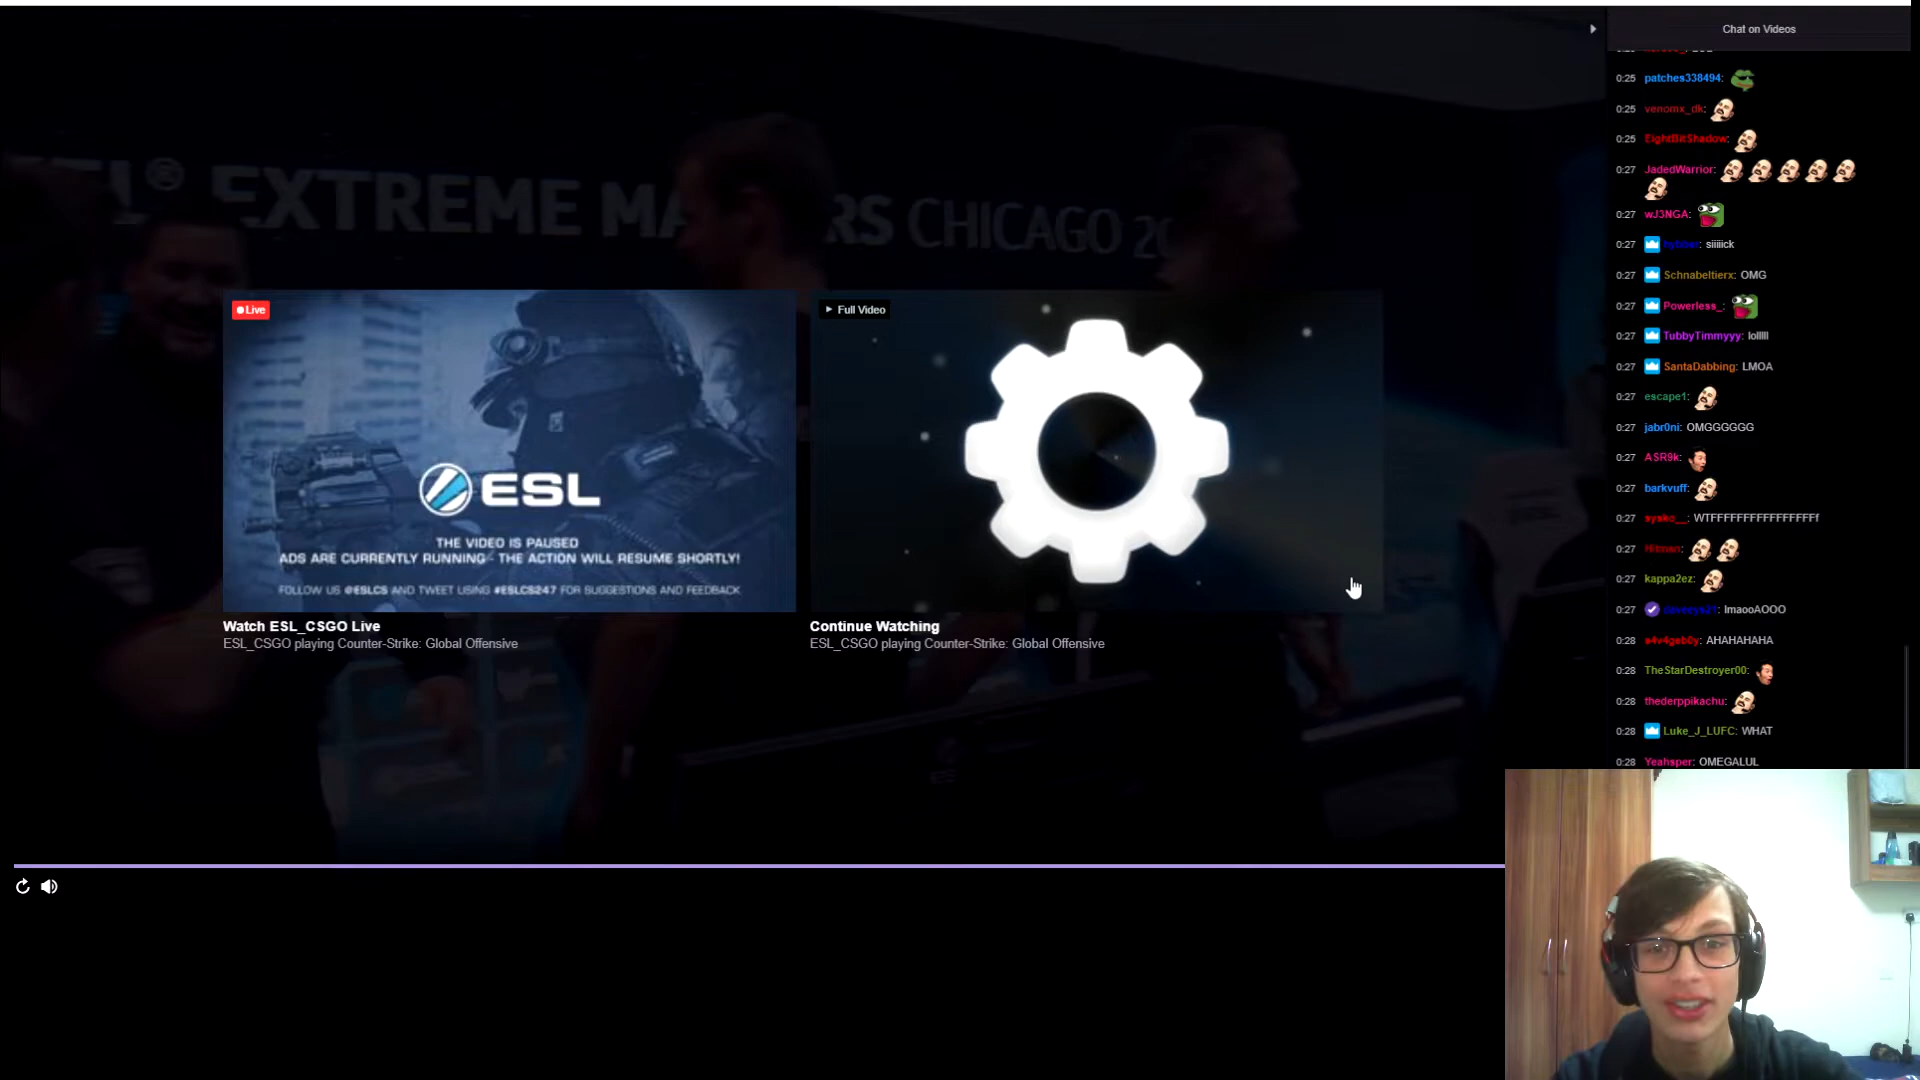 EXTREME MA
RS CHICAGO 20
Live
ESL
THE VIDEO IS PAUSED
ADS ARE CURRENTLY RUNNING - THE ACTION WILL RESUME SHORTLY!
FOLLOW US @ESLCS AND TWEET USING #ESLCS247 FOR SUGGESTIONS AND FEEDBACK
Watch ESL_CSGO Live
ESL_CSGO playing Counter-Strike: Global Offensive
Full Video
Continue Watching
ESL_CSGO playing Counter-Strike: Global Offensive
Chat on Videos
0:25 patches338494:
0:25 venomx_dk:
0:25 EightBitShadow:
0:27 JadedWarrior:
0:27 wJ3NGA:
0:27 : siiiiick
0:27 Schnabeltierx: OMG
0:27 Powerless_:
0:27 TubbyTimmyyy: lolllll
0:27 SantaDabbing: LMOA
0:27 escape1:
0:27 jabr0ni: OMGGGGGG
0:27 ASR9k:
0:27 barkvuff:
0:27 : WTFFFFFFFFFFFFFFFFf
0:27 Hitman:
0:27 kappa2ez:
0:27 : lmaooAOOO
0:28 : AHAHAHAHA
0:28 TheStarDestroyer00:
0:28 thederppikachu:
0:28 Luke_J_LUFC: WHAT
0:28 Yeahsper: OMEGALUL